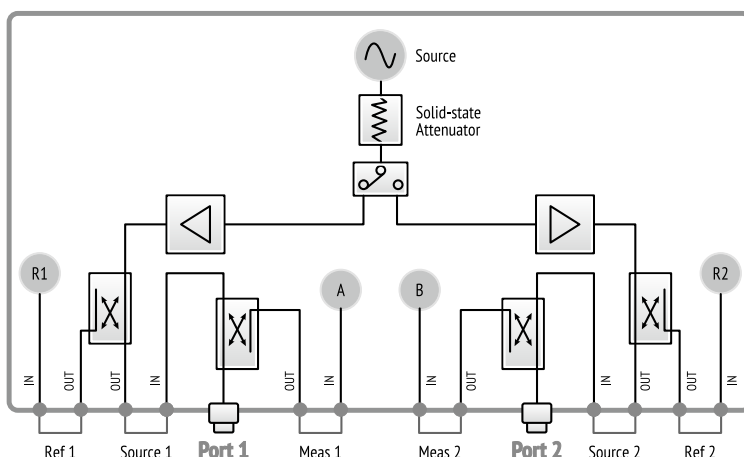 Source
Solid-state
Attenuator
R1
A
B
R2
IN
OUT
OUT
IN
OUT
IN
IN
OUT
IN
OUT
OUT
IN
Ref 1
Source 1
Port 1
Meas 1
Meas 2
Port 2
Source 2
Ref 2